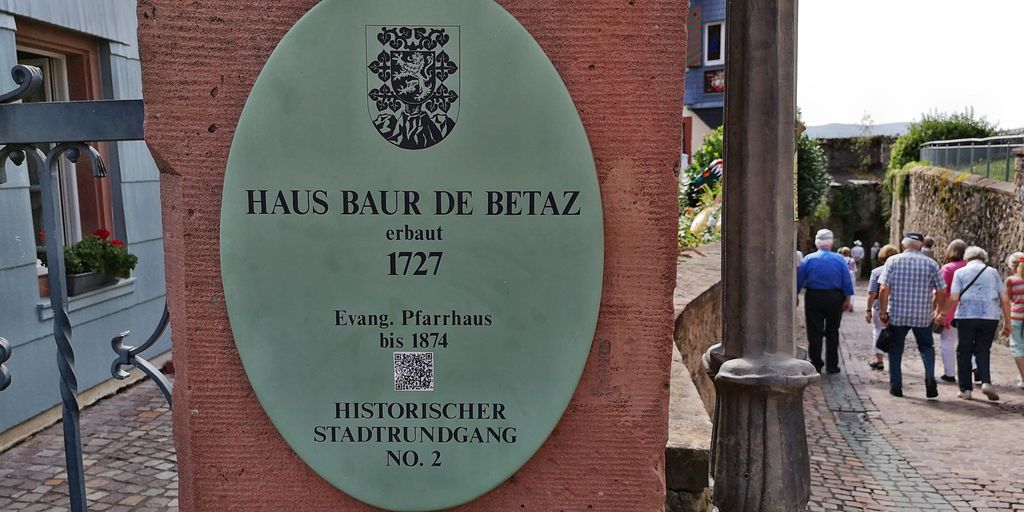 HAUS BAUR DE BETAZ
erbaut
1727
Evang. Pfarrhaus
bis 1874
HISTORISCHER
STADTRUNDGANG
NO. 2